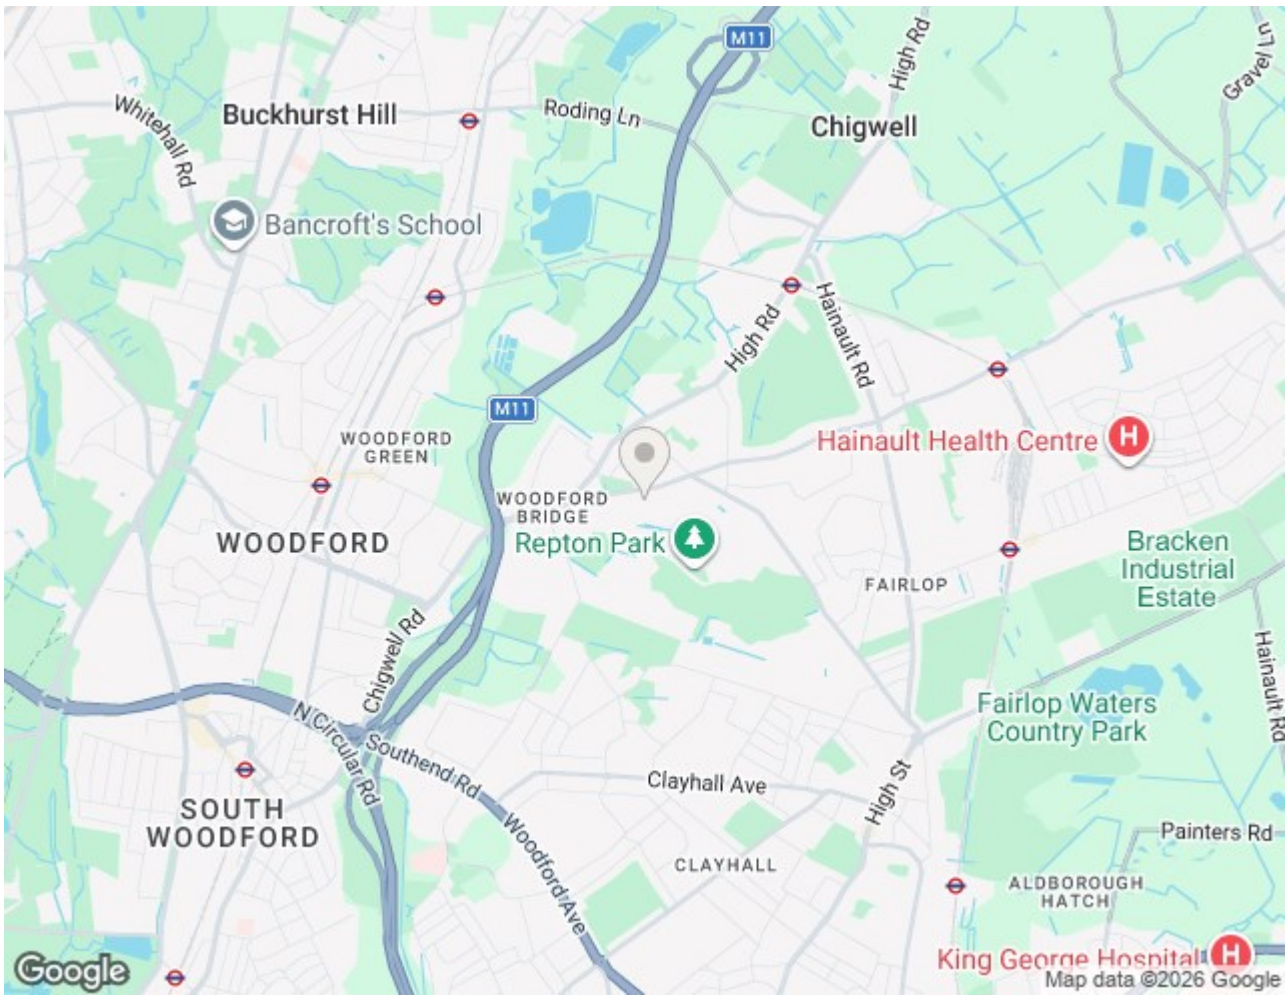 M11
High Rd
Gravel Ln
Whitehall Rd
Buckhurst Hill
Roding Ln
Chigwell
Bancroft's School
High Rd
Hainault Rd
M11
WOODFORD
GREEN
Hainault Health Centre
H
WOODFORD
BRIDGE
WOODFORD
Repton Park
Bracken
Industrial
Estate
FAIRLOP
Chigwell Rd
Hainault Rd
Fairlop Waters
Country Park
N Circular Rd
Southend Rd
Clayhall Ave
High St
SOUTH
WOODFORD
Woodford Ave
Painters Rd
CLAYHALL
ALDBOROUGH
HATCH
King George Hospital
H
Google
Map data ©2026 Google